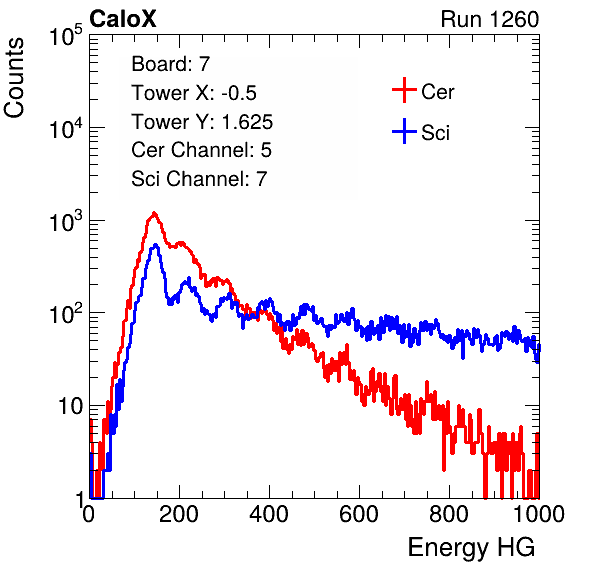 CaloX Run 1260
Counts
10^5
10^4
10^3
10^2
10
1
Board: 7
Tower X: -0.5
Tower Y: 1.625
Cer Channel: 5
Sci Channel: 7
Cer
Sci
0 200 400 600 800 1000
Energy HG